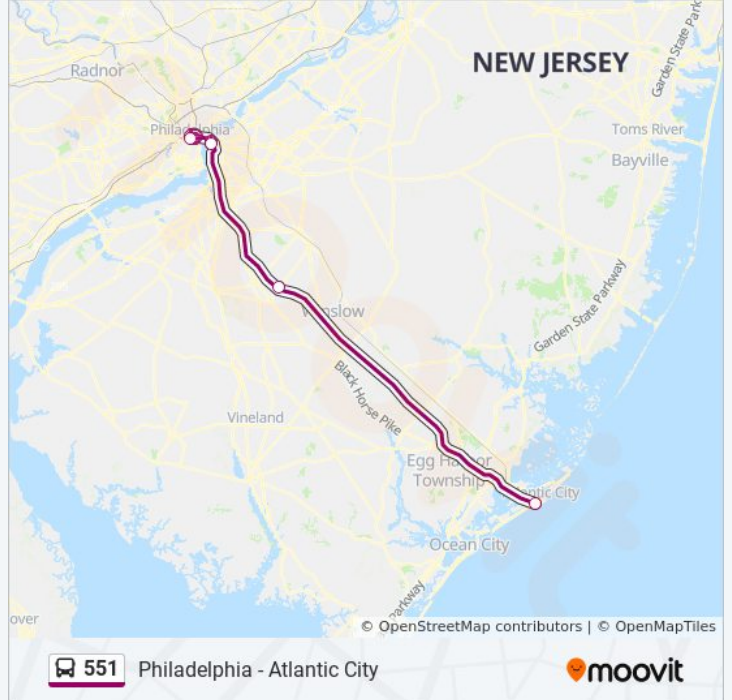 Garden State Park
NEW JERSEY
Radnor
Philadelphia
Toms River
Bayville
Garden State Parkway
Winslow
Black Horse Pike
Vineland
Egg Harbor
Township
Atlantic City
Ocean City
Parkway
over
© OpenStreetMap contributors | © OpenMapTiles
551 Philadelphia - Atlantic City
moovit